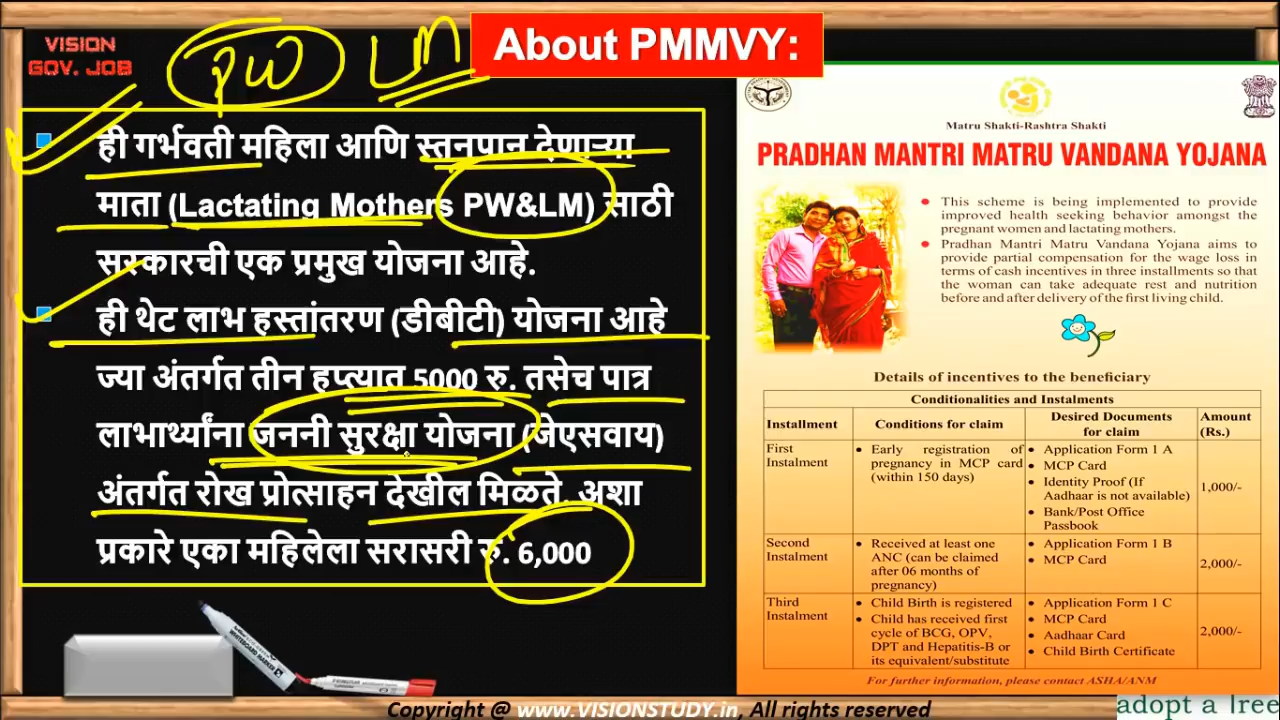 VISION
GOV. JOB
PW LM
About PMMVY:
ही गर्भवती महिला आणि स्तनपान देणाऱ्या
माता (Lactating Mothers PW&LM) साठी
सरकारची एक प्रमुख योजना आहे.
ही थेट लाभ हस्तांतरण (डीबीटी) योजना आहे
ज्या अंतर्गत तीन हप्त्यात 5000 रु. तसेच पात्र
लाभार्थ्यांना जननी सुरक्षा योजना (जेएसवाय)
अंतर्गत रोख प्रोत्साहन देखील मिळते. अशा
प्रकारे एका महिलेला सरासरी रु. 6,000
Matru Shakti-Rashtra Shakti
PRADHAN MANTRI MATRU VANDANA YOJANA
This scheme is being implemented to provide
improved health seeking behavior amongst the
pregnant women and lactating mothers.
Pradhan Mantri Matru Vandana Yojana aims to
provide partial compensation for the wage loss in
terms of cash incentives in three installments so that
the woman can take adequate rest and nutrition
before and after delivery of the first living child.
Details of incentives to the beneficiary
Conditionalities and Instalments
Installment Conditions for claim Desired Documents for claim Amount (Rs.)
First Instalment
Early registration of
pregnancy in MCP card
(within 150 days)
Application Form 1 A
MCP Card
Identity Proof (If
Aadhaar is not available)
Bank/Post Office
Passbook
1,000/-
Second Instalment
Received at least one
ANC (can be claimed
after 06 months of
pregnancy)
Application Form 1 B
MCP Card
2,000/-
Third Instalment
Child Birth is registered
Child has received first
cycle of BCG, OPV,
DPT and Hepatitis-B or
its equivalent/substitute
Application Form 1 C
MCP Card
Aadhaar Card
Child Birth Certificate
2,000/-
For further information, please contact ASHA/ANM
WHITEBOARD MARKER
Copyright @ www.VISIONSTUDY.in, All rights reserved
adopt a Tree